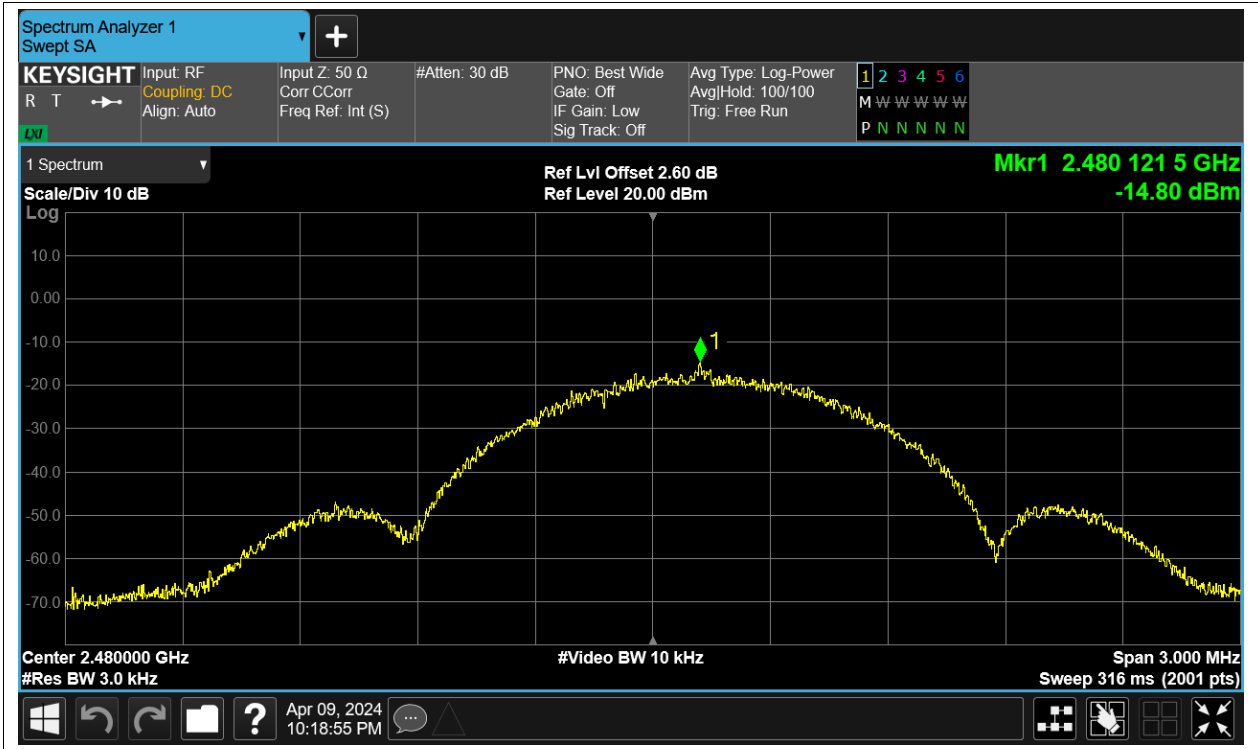 Spectrum Analyzer 1
Swept SA
KEYSIGHT
R T
LXI
Input: RF
Coupling: DC
Align: Auto
Input Z: 50 Ω
Corr CCorr
Freq Ref: Int (S)
#Atten: 30 dB
PNO: Best Wide
Gate: Off
IF Gain: Low
Sig Track: Off
Avg Type: Log-Power
Avg|Hold: 100/100
Trig: Free Run
1 2 3 4 5 6
M W W W W W
P N N N N N
1 Spectrum
Scale/Div 10 dB
Log
Ref Lvl Offset 2.60 dB
Ref Level 20.00 dBm
Mkr1 2.480 121 5 GHz
-14.80 dBm
10.0
0.00
-10.0
-20.0
-30.0
-40.0
-50.0
-60.0
-70.0
1
Center 2.480000 GHz
#Res BW 3.0 kHz
#Video BW 10 kHz
Span 3.000 MHz
Sweep 316 ms (2001 pts)
?
Apr 09, 2024
10:18:55 PM